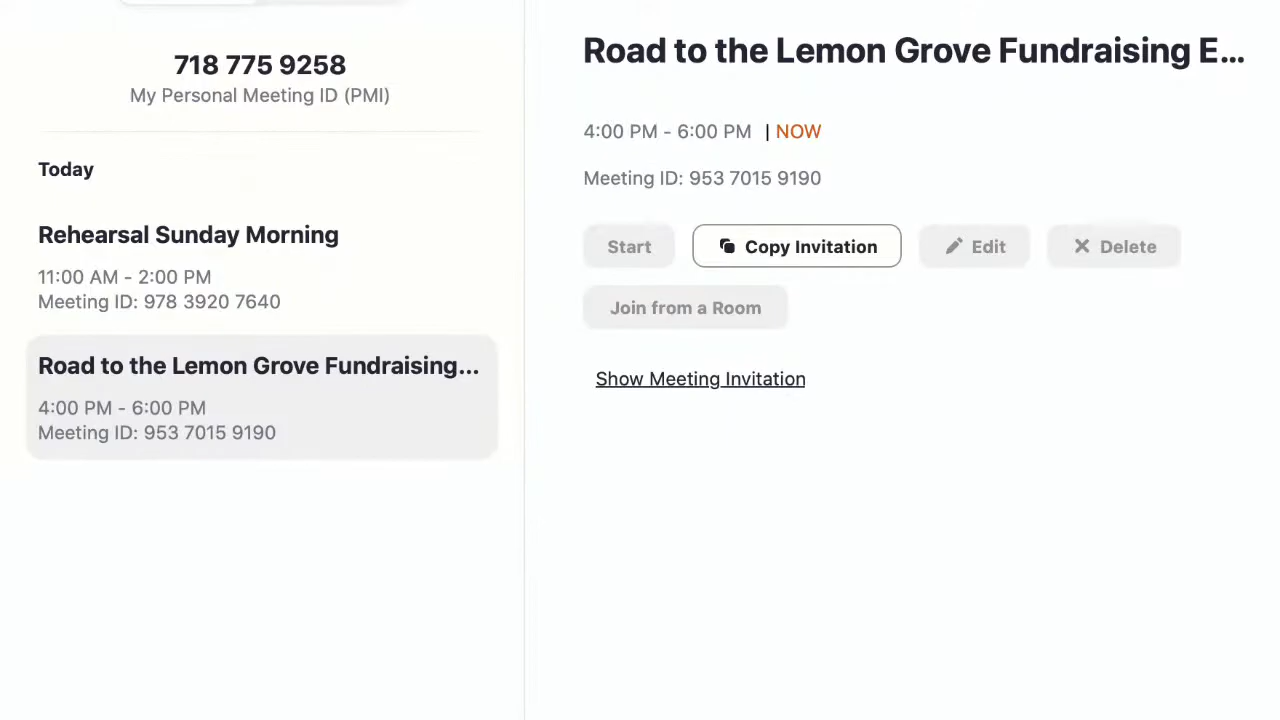 718 775 9258
My Personal Meeting ID (PMI)
Today
Rehearsal Sunday Morning
11:00 AM - 2:00 PM
Meeting ID: 978 3920 7640
Road to the Lemon Grove Fundraising...
4:00 PM - 6:00 PM
Meeting ID: 953 7015 9190
Road to the Lemon Grove Fundraising E...
4:00 PM - 6:00 PM | NOW
Meeting ID: 953 7015 9190
Start
Copy Invitation
Edit
Delete
Join from a Room
Show Meeting Invitation